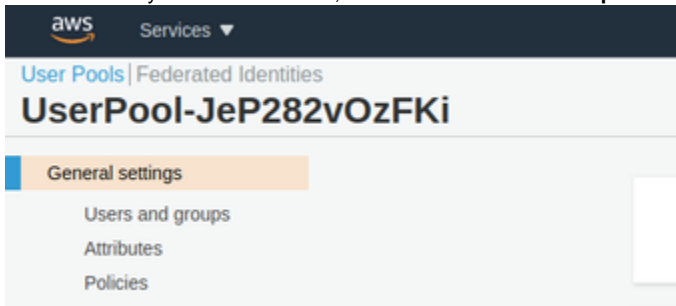 aws Services ▼
User Pools | Federated Identities
UserPool-JeP282vOzFKi
General settings
Users and groups
Attributes
Policies